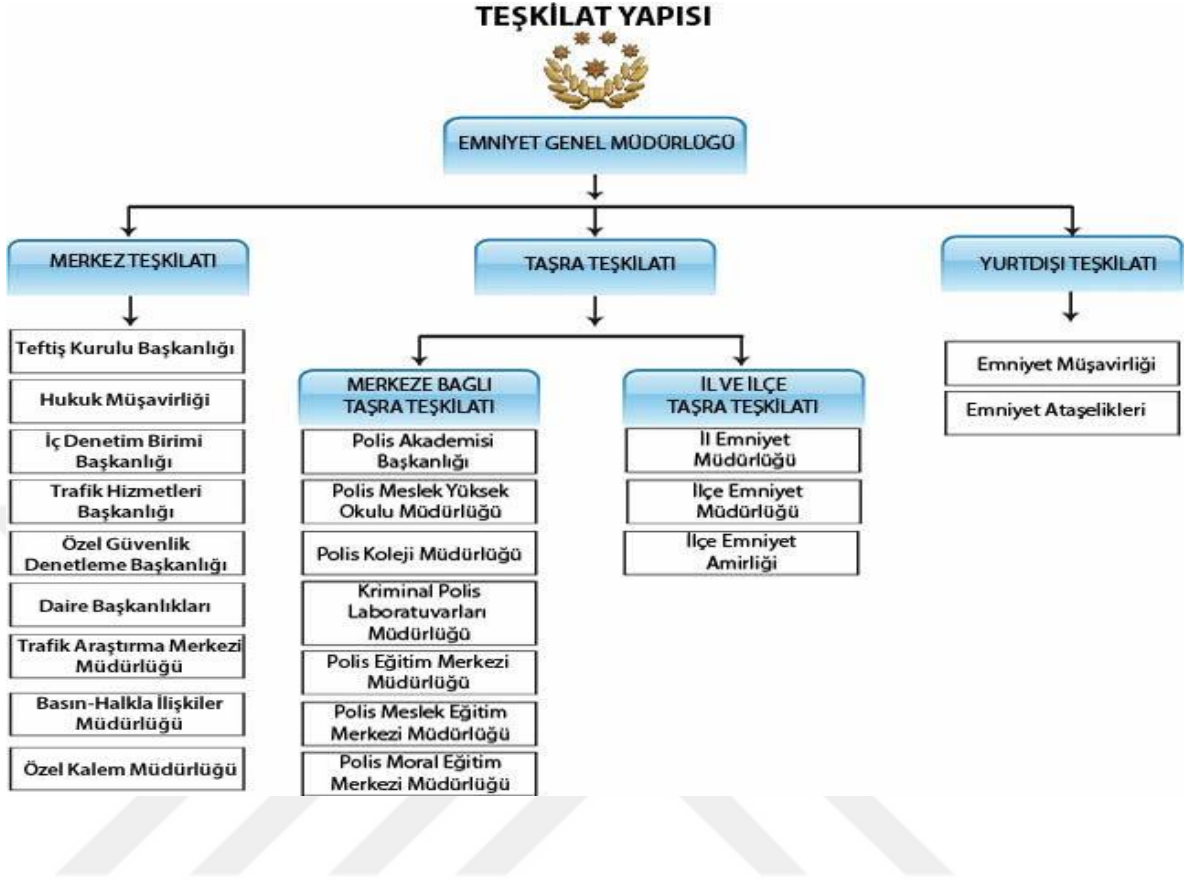 TEŞKİLAT YAPISI
EMNİYET GENEL MÜDÜRLÜĞÜ
MERKEZ TEŞKİLATI
Teftiş Kurulu Başkanlığı
Hukuk Müşavirliği
İç Denetim Birimi
Başkanlığı
Trafik Hizmetleri
Başkanlığı
Özel Güvenlik
Denetleme Başkanlığı
Daire Başkanlıkları
Trafik Araştırma Merkezi
Müdürlüğü
Basın-Halkla İlişkiler
Müdürlüğü
Özel Kalem Müdürlüğü
TAŞRA TEŞKİLATI
MERKEZE BAĞLI
TAŞRA TEŞKİLATI
Polis Akademisi
Başkanlığı
Polis Meslek Yüksek
Okulu Müdürlüğü
Polis Koleji Müdürlüğü
Kriminal Polis
Laboratuvarları
Müdürlüğü
Polis Eğitim Merkezi
Müdürlüğü
Polis Meslek Eğitim
Merkezi Müdürlüğü
Polis Moral Eğitim
Merkezi Müdürlüğü
İL VE İLÇE
TAŞRA TEŞKİLATI
İl Emniyet
Müdürlüğü
İlçe Emniyet
Müdürlüğü
İlçe Emniyet
Amirliği
YURTDIŞI TEŞKİLATI
Emniyet Müşavirliği
Emniyet Ataşelikleri